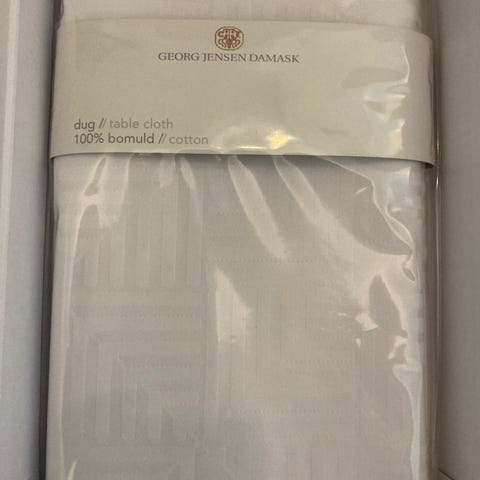 GEORG JENSEN DAMASK
dug // table cloth
100% bomuld // cotton